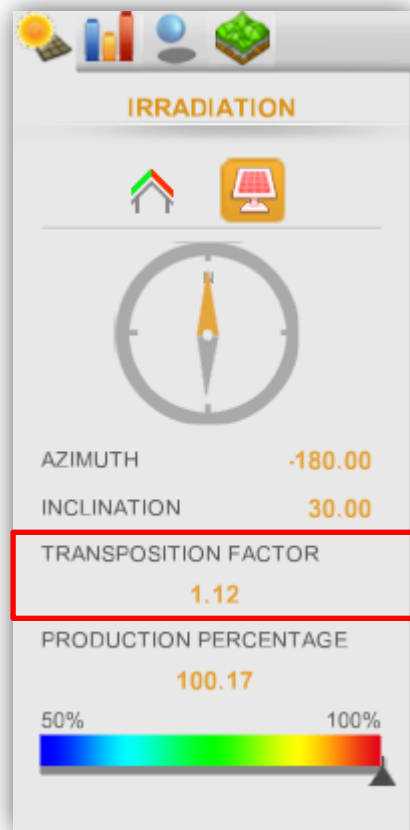 IRRADIATION
N
AZIMUTH -180.00
INCLINATION 30.00
TRANSPOSITION FACTOR
1.12
PRODUCTION PERCENTAGE
100.17
50% 100%